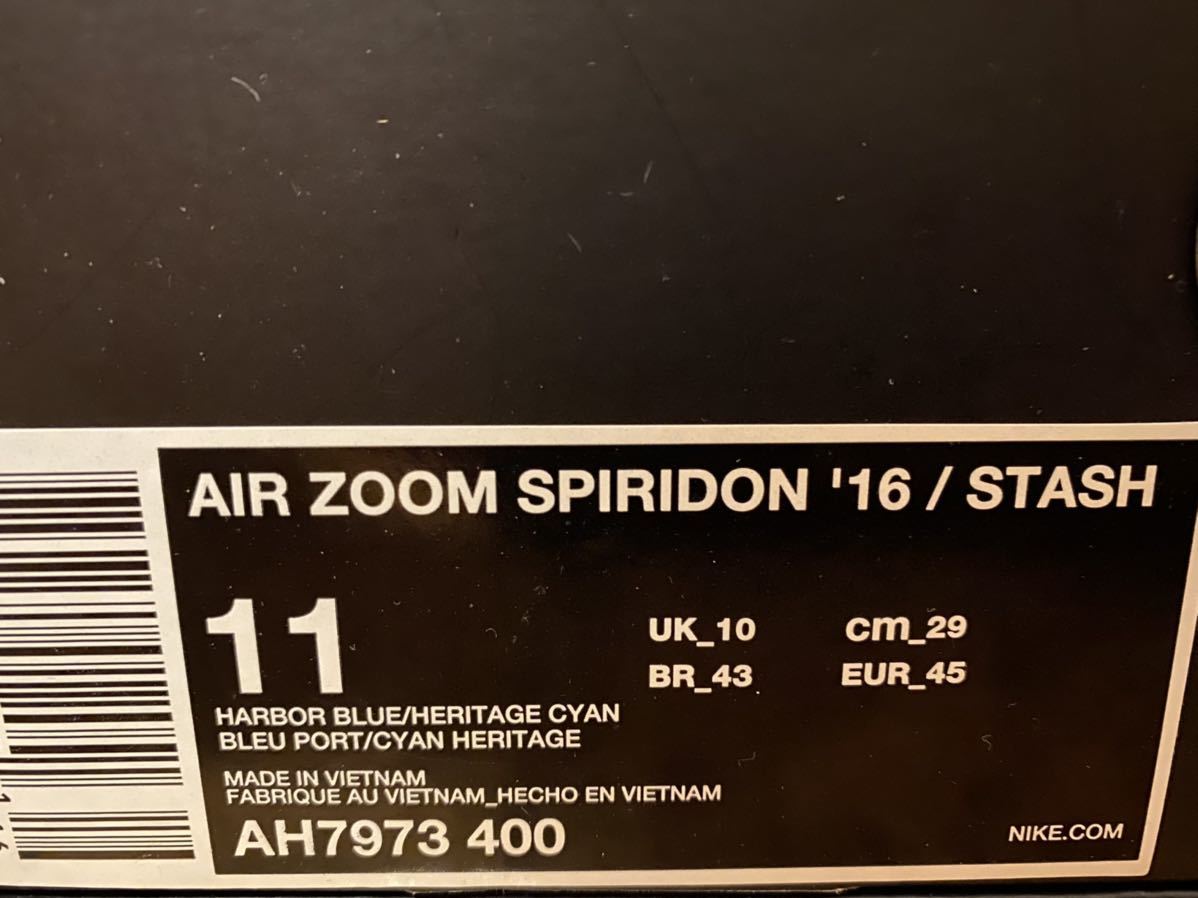 AIR ZOOM SPIRIDON '16 / STASH
11
UK_10 cm_29
BR_43 EUR_45
HARBOR BLUE/HERITAGE CYAN
BLEU PORT/CYAN HERITAGE
MADE IN VIETNAM
FABRIQUE AU VIETNAM_HECHO EN VIETNAM
AH7973 400
NIKE.COM